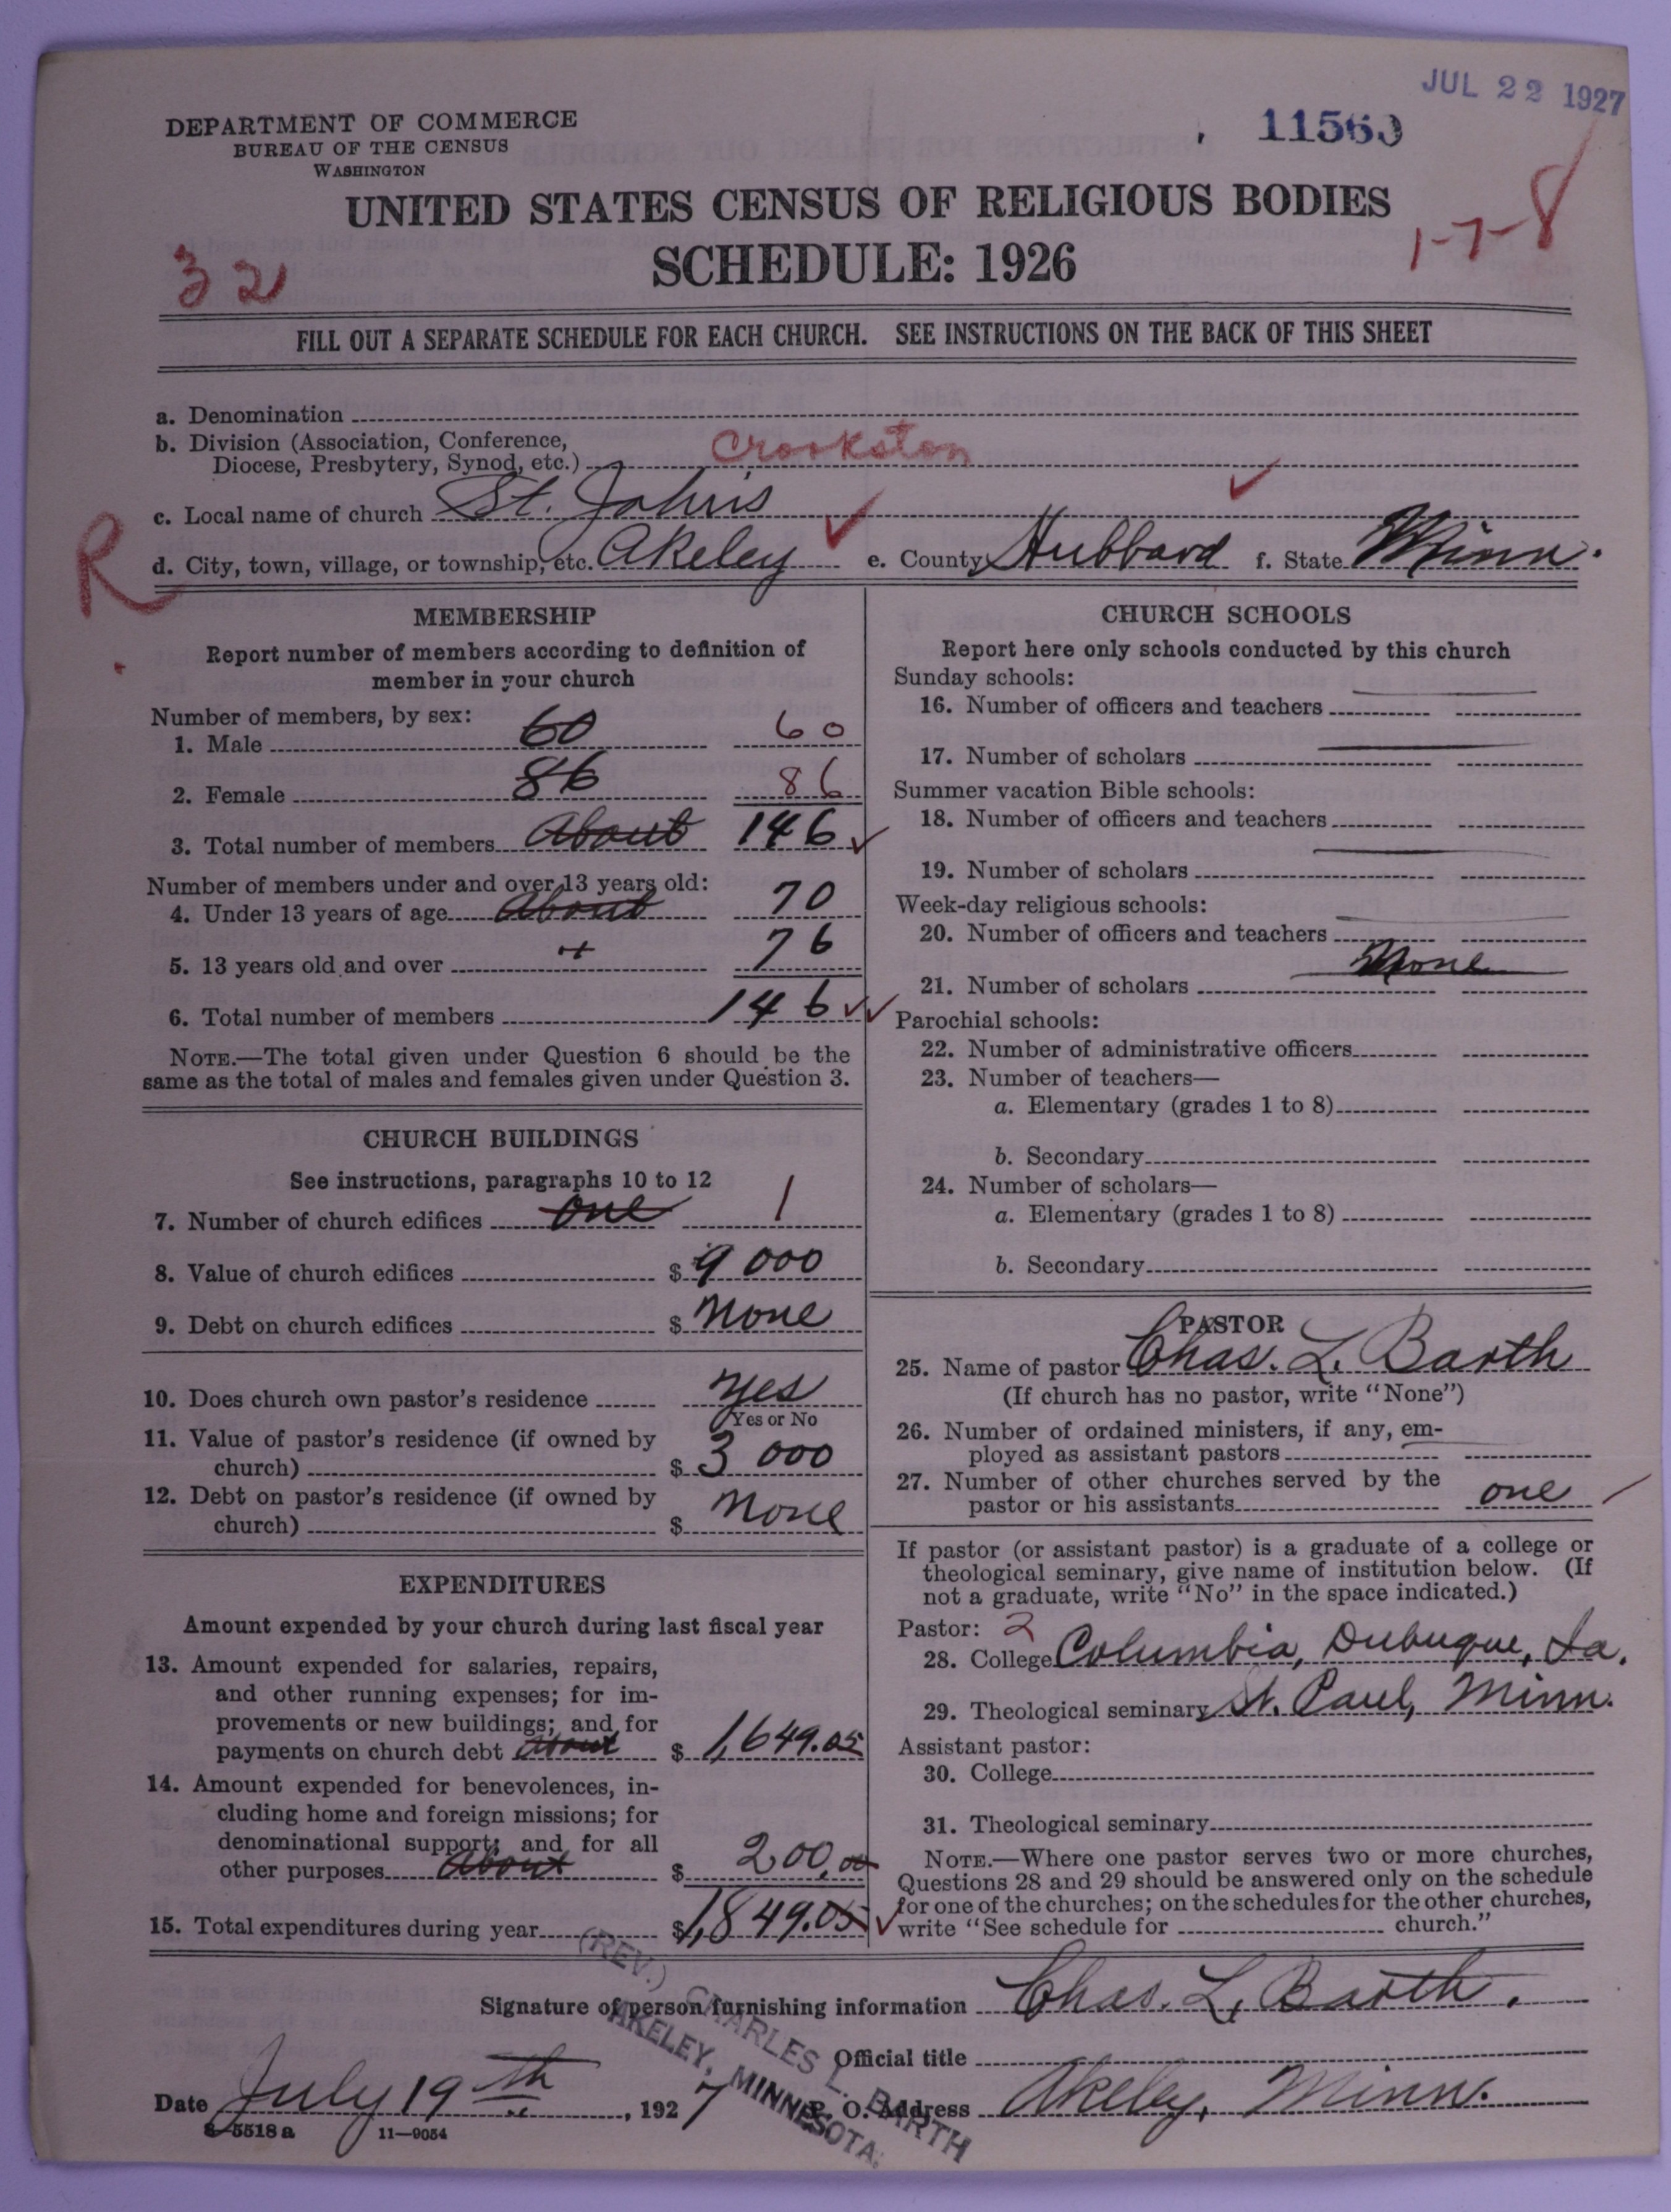 JUL 22 1927
11560
DEPARTMENT OF COMMERCE
BUREAU OF THE CENSUS
WASHINGTON
UNITED STATES CENSUS OF RELIGIOUS BODIES
SCHEDULE: 1926
1-7-8
32
FILL OUT A SEPARATE SCHEDULE FOR EACH CHURCH. SEE INSTRUCTIONS ON THE BACK OF THIS SHEET
a. Denomination
b. Division (Association, Conference,
Diocese, Presbytery, Synod, etc.) Crookston
c. Local name of church St. John's
R
d. City, town, village, or township, etc. Akeley e. County Hubbard f. State Minn.
MEMBERSHIP
Report number of members according to definition of
member in your church
Number of members, by sex:
1. Male 60 60
2. Female 86 86
3. Total number of members About 146
Number of members under and over 13 years old:
4. Under 13 years of age About 70
5. 13 years old and over 76
6. Total number of members 146
NOTE.—The total given under Question 6 should be the
same as the total of males and females given under Question 3.
CHURCH BUILDINGS
See instructions, paragraphs 10 to 12
7. Number of church edifices one 1
8. Value of church edifices $ 9 000
9. Debt on church edifices $ None
10. Does church own pastor's residence Yes
Yes or No
11. Value of pastor's residence (if owned by
church) $ 3 000
12. Debt on pastor's residence (if owned by
church) $ None
EXPENDITURES
Amount expended by your church during last fiscal year
13. Amount expended for salaries, repairs,
and other running expenses; for im-
provements or new buildings; and for
payments on church debt About $ 1,649.05
14. Amount expended for benevolences, in-
cluding home and foreign missions; for
denominational support; and for all
other purposes About $ 200.00
15. Total expenditures during year $ 1,849.05
CHURCH SCHOOLS
Report here only schools conducted by this church
Sunday schools:
16. Number of officers and teachers
17. Number of scholars
Summer vacation Bible schools:
18. Number of officers and teachers
19. Number of scholars
Week-day religious schools:
20. Number of officers and teachers
21. Number of scholars None
Parochial schools:
22. Number of administrative officers
23. Number of teachers—
a. Elementary (grades 1 to 8)
b. Secondary
24. Number of scholars—
a. Elementary (grades 1 to 8)
b. Secondary
PASTOR
25. Name of pastor Chas. L. Barth
(If church has no pastor, write "None")
26. Number of ordained ministers, if any, em-
ployed as assistant pastors
27. Number of other churches served by the
pastor or his assistants one
If pastor (or assistant pastor) is a graduate of a college or
theological seminary, give name of institution below. (If
not a graduate, write "No" in the space indicated.)
Pastor: 2
28. College Columbia, Dubuque, Ia.
29. Theological seminary St. Paul, Minn.
Assistant pastor:
30. College
31. Theological seminary
NOTE.—Where one pastor serves two or more churches,
Questions 28 and 29 should be answered only on the schedule
for one of the churches; on the schedules for the other churches,
write "See schedule for church."
Signature of person furnishing information Chas. L. Barth.
(REV.) CHARLES L. BARTH
AKELEY, MINNESOTA.
Official title
Date July 19th, 1927 P. O. Address Akeley, Minn.
8-5518a 11—9054